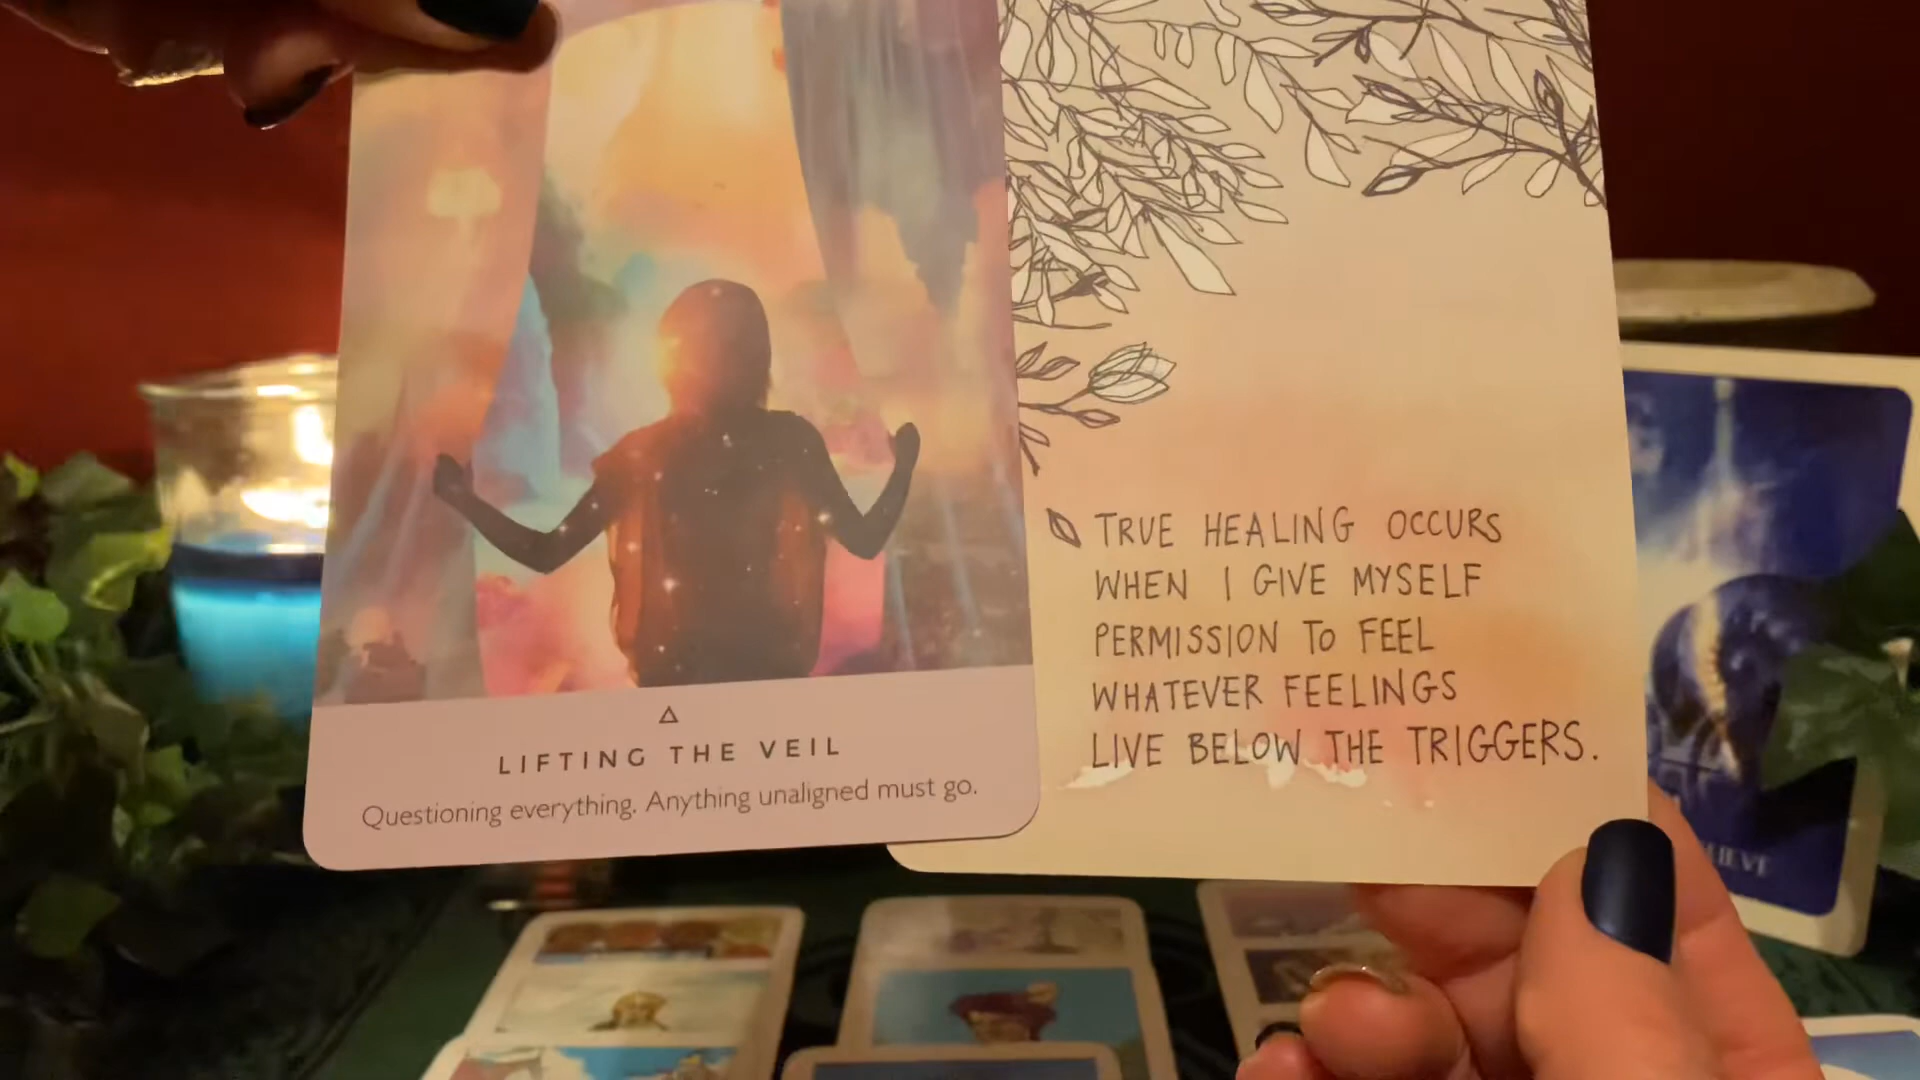 LIFTING THE VEIL
Questioning everything. Anything unaligned must go.
TRUE HEALING OCCURS
WHEN I GIVE MYSELF
PERMISSION TO FEEL
WHATEVER FEELINGS
LIVE BELOW THE TRIGGERS.